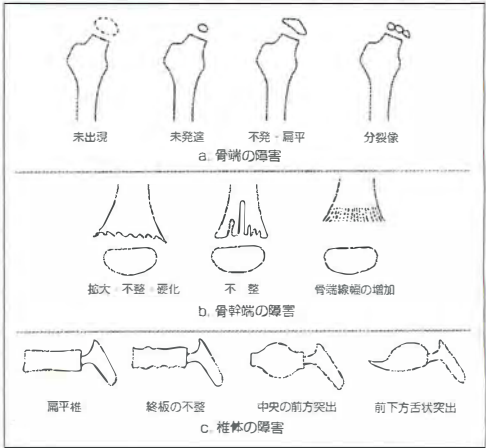 未出現 未発達 不発・扁平 分裂像
a. 骨端の障害
拡大・不整・硬化 不整 骨端線幅の増加
b. 骨幹端の障害
扁平椎 終板の不整 中央の前方突出 前下方舌状突出
c. 椎体の障害